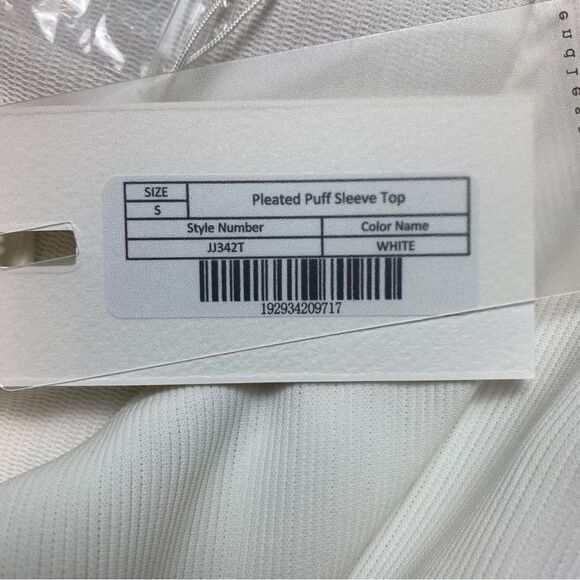 SIZE
Pleated Puff Sleeve Top
S
Style Number
Color Name
JJ342T
WHITE
192934209717